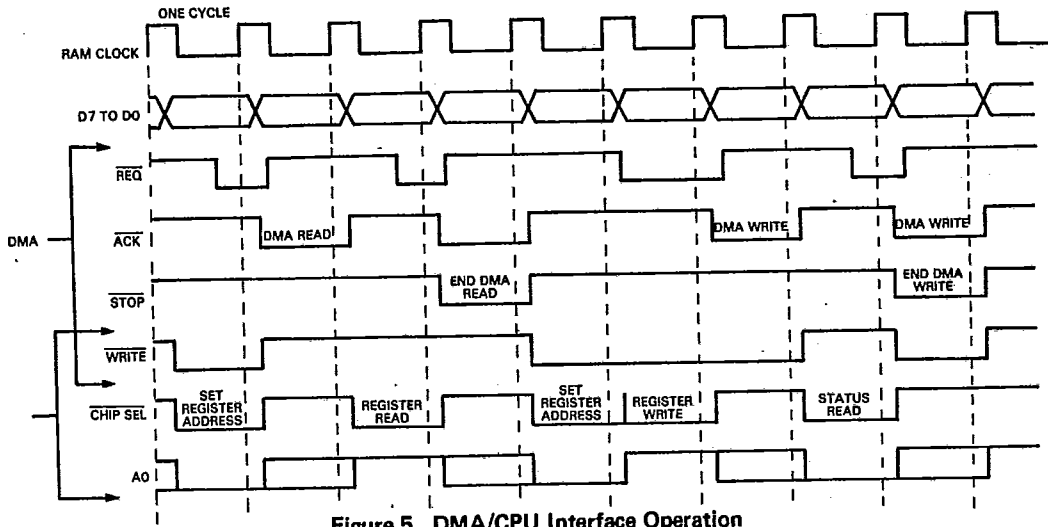 ONE CYCLE
RAM CLOCK
D7 TO D0
REQ
DMA
ACK
DMA READ
DMA WRITE
DMA WRITE
STOP
END DMA
READ
END DMA
WRITE
WRITE
CHIP SEL
SET
REGISTER
ADDRESS
REGISTER
READ
SET
REGISTER
ADDRESS
REGISTER
WRITE
STATUS
READ
A0
Figure 5. DMA/CPU Interface Operation